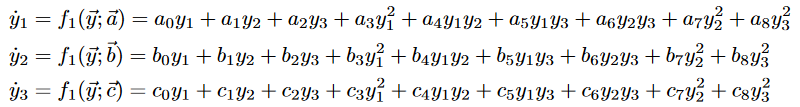 ẏ₁ = f₁(y⃗; a⃗) = a₀y₁ + a₁y₂ + a₂y₃ + a₃y₁² + a₄y₁y₂ + a₅y₁y₃ + a₆y₂y₃ + a₇y₂² + a₈y₃²
ẏ₂ = f₁(y⃗; b⃗) = b₀y₁ + b₁y₂ + b₂y₃ + b₃y₁² + b₄y₁y₂ + b₅y₁y₃ + b₆y₂y₃ + b₇y₂² + b₈y₃²
ẏ₃ = f₁(y⃗; c⃗) = c₀y₁ + c₁y₂ + c₂y₃ + c₃y₁² + c₄y₁y₂ + c₅y₁y₃ + c₆y₂y₃ + c₇y₂² + c₈y₃²